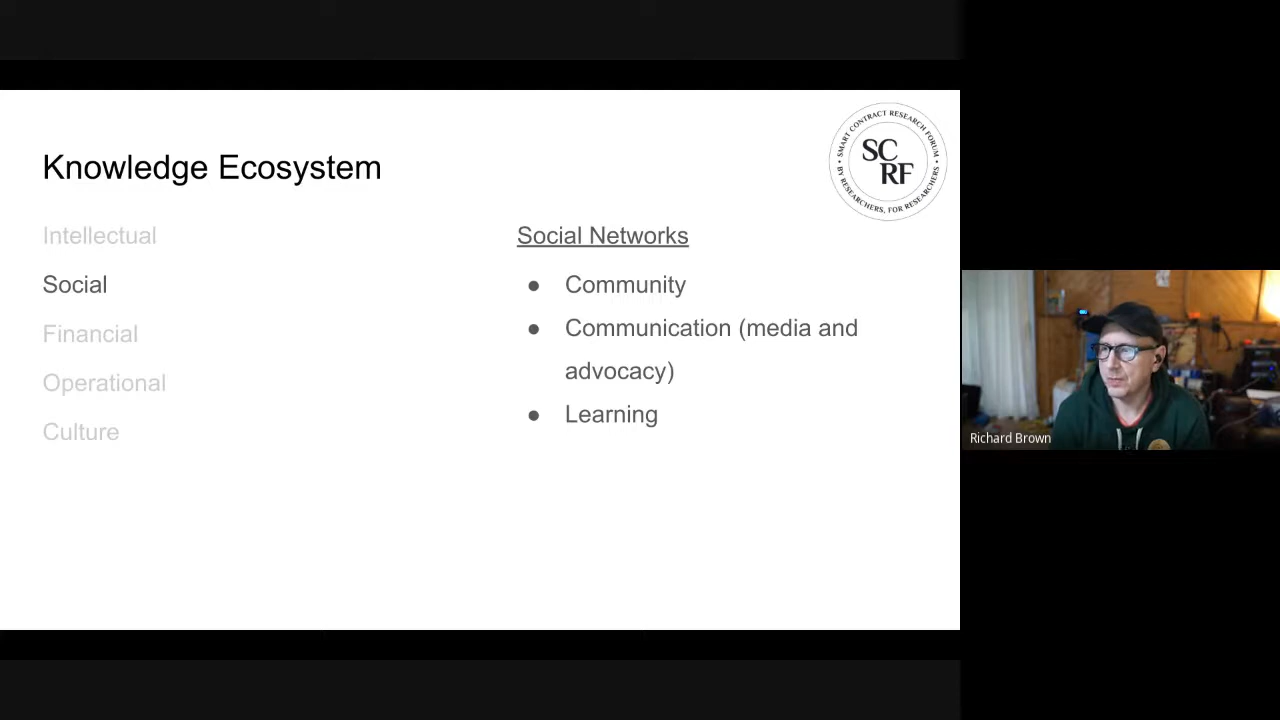 Knowledge Ecosystem
Intellectual
Social
Financial
Operational
Culture
Social Networks
● Community
● Communication (media and
advocacy)
● Learning
SMART CONTRACT RESEARCH FORUM
• BY RESEARCHERS, FOR RESEARCHERS •
SC
RF
Richard Brown